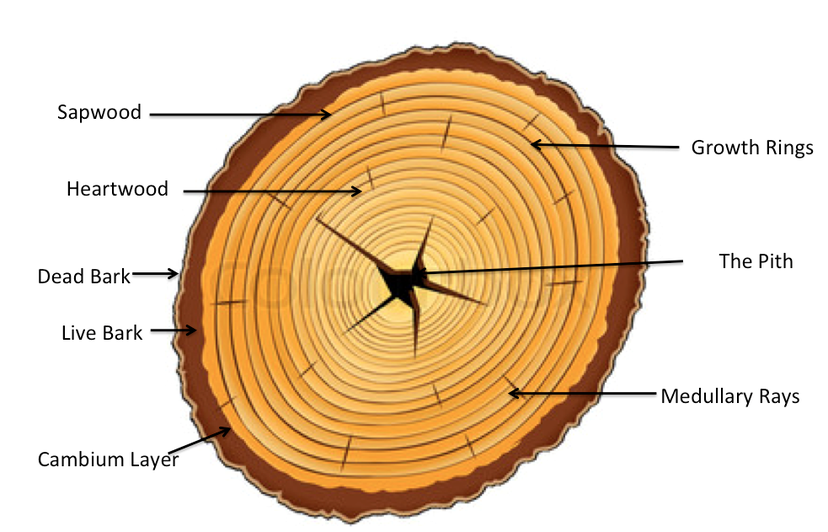 Sapwood
Growth Rings
Heartwood
The Pith
Dead Bark
Live Bark
Medullary Rays
Cambium Layer